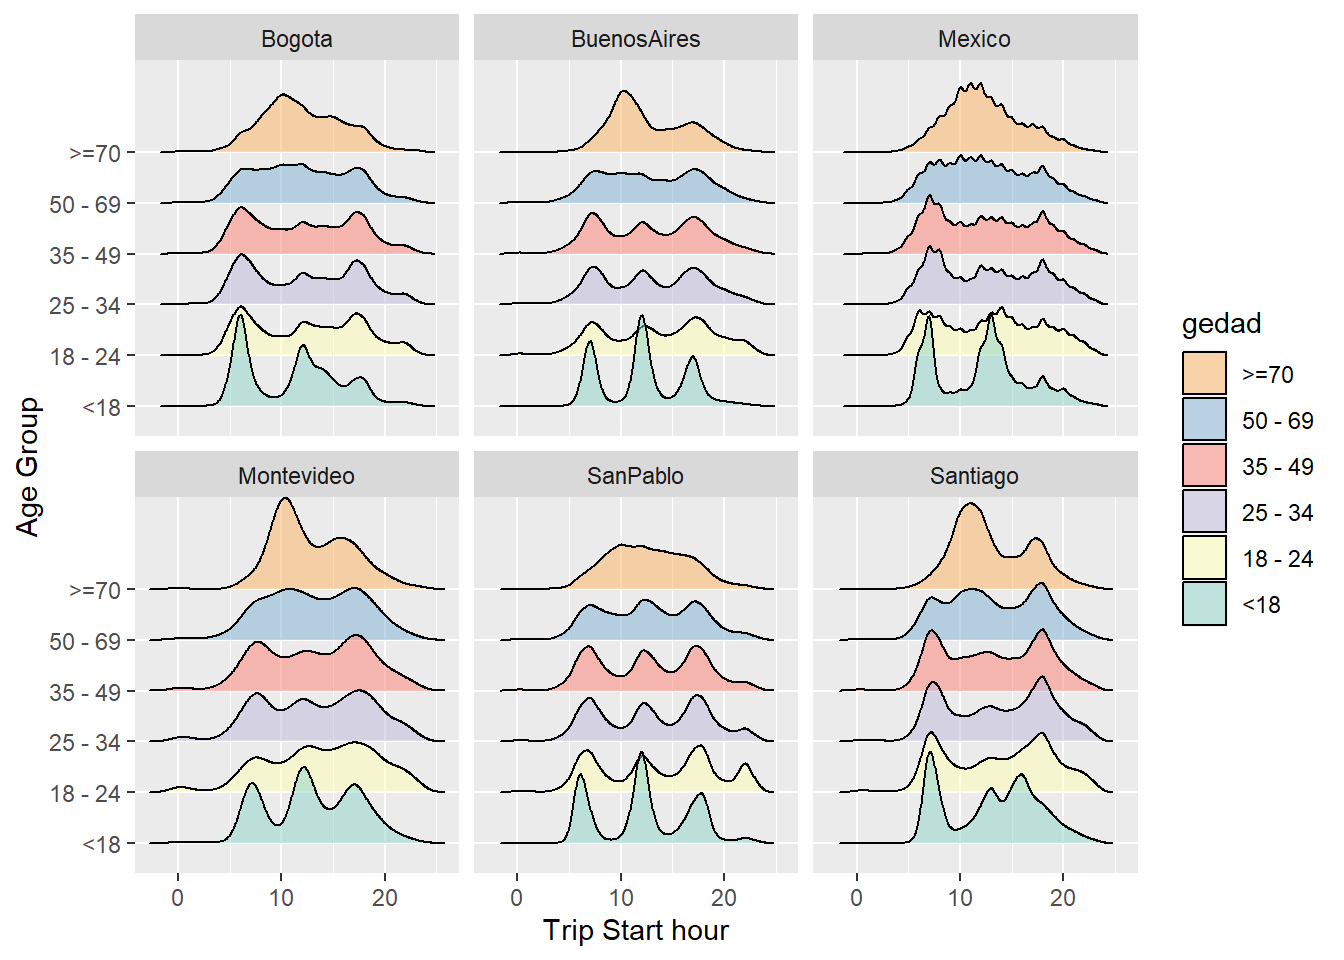 Bogota
BuenosAires
Mexico
>=70
50 - 69
35 - 49
25 - 34
18 - 24
<18
Montevideo
SanPablo
Santiago
>=70
50 - 69
35 - 49
25 - 34
18 - 24
<18
0 10 20
0 10 20
0 10 20
Trip Start hour
Age Group
gedad
>=70
50 - 69
35 - 49
25 - 34
18 - 24
<18